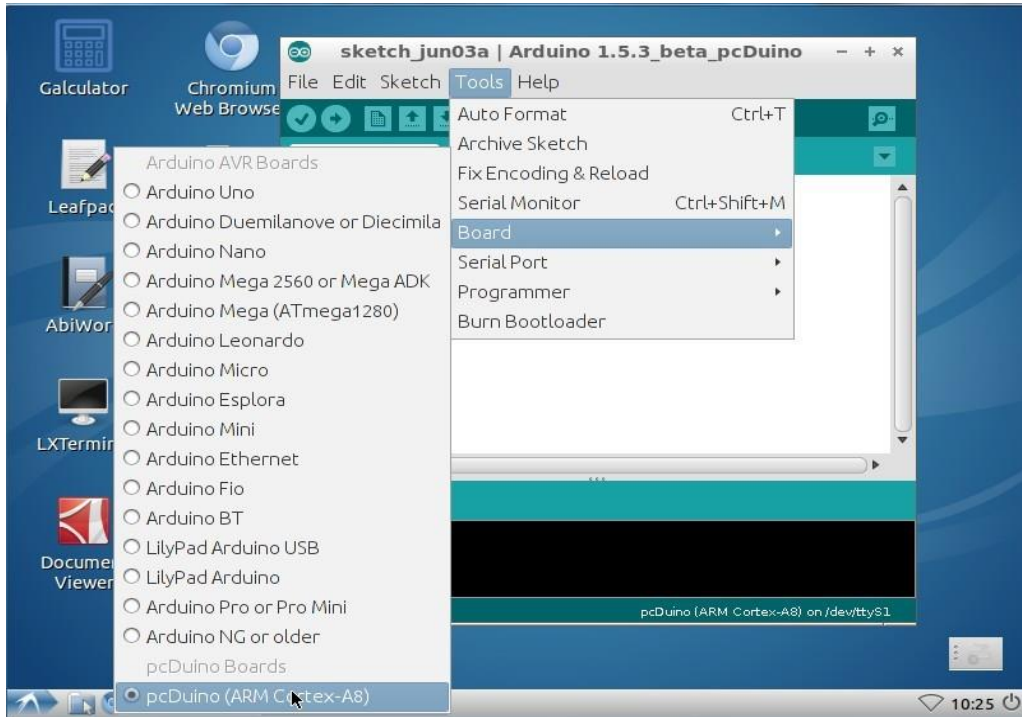 Galculator
Chromium
Web Browse
Leafpad
AbiWor
LXTermin
Documen
Viewer
sketch_jun03a | Arduino 1.5.3_beta_pcDuino
File Edit Sketch Tools Help
Auto Format Ctrl+T
Archive Sketch
Fix Encoding & Reload
Serial Monitor Ctrl+Shift+M
Board
Serial Port
Programmer
Burn Bootloader
Arduino AVR Boards
Arduino Uno
Arduino Duemilanove or Diecimila
Arduino Nano
Arduino Mega 2560 or Mega ADK
Arduino Mega (ATmega1280)
Arduino Leonardo
Arduino Micro
Arduino Esplora
Arduino Mini
Arduino Ethernet
Arduino Fio
Arduino BT
LilyPad Arduino USB
LilyPad Arduino
Arduino Pro or Pro Mini
Arduino NG or older
pcDuino Boards
pcDuino (ARM Cortex-A8)
pcDuino (ARM Cortex-A8) on /dev/ttyS1
10:25